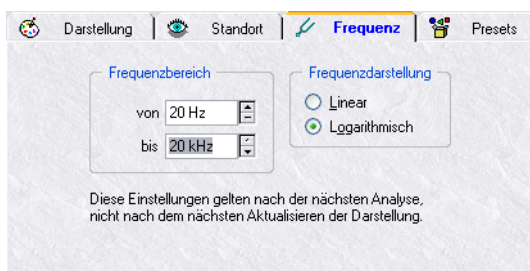 Darstellung Standort Frequenz Presets
Frequenzbereich Frequenzdarstellung
von 20 Hz Linear
bis 20 kHz Logarithmisch
Diese Einstellungen gelten nach der nächsten Analyse,
nicht nach dem nächsten Aktualisieren der Darstellung.